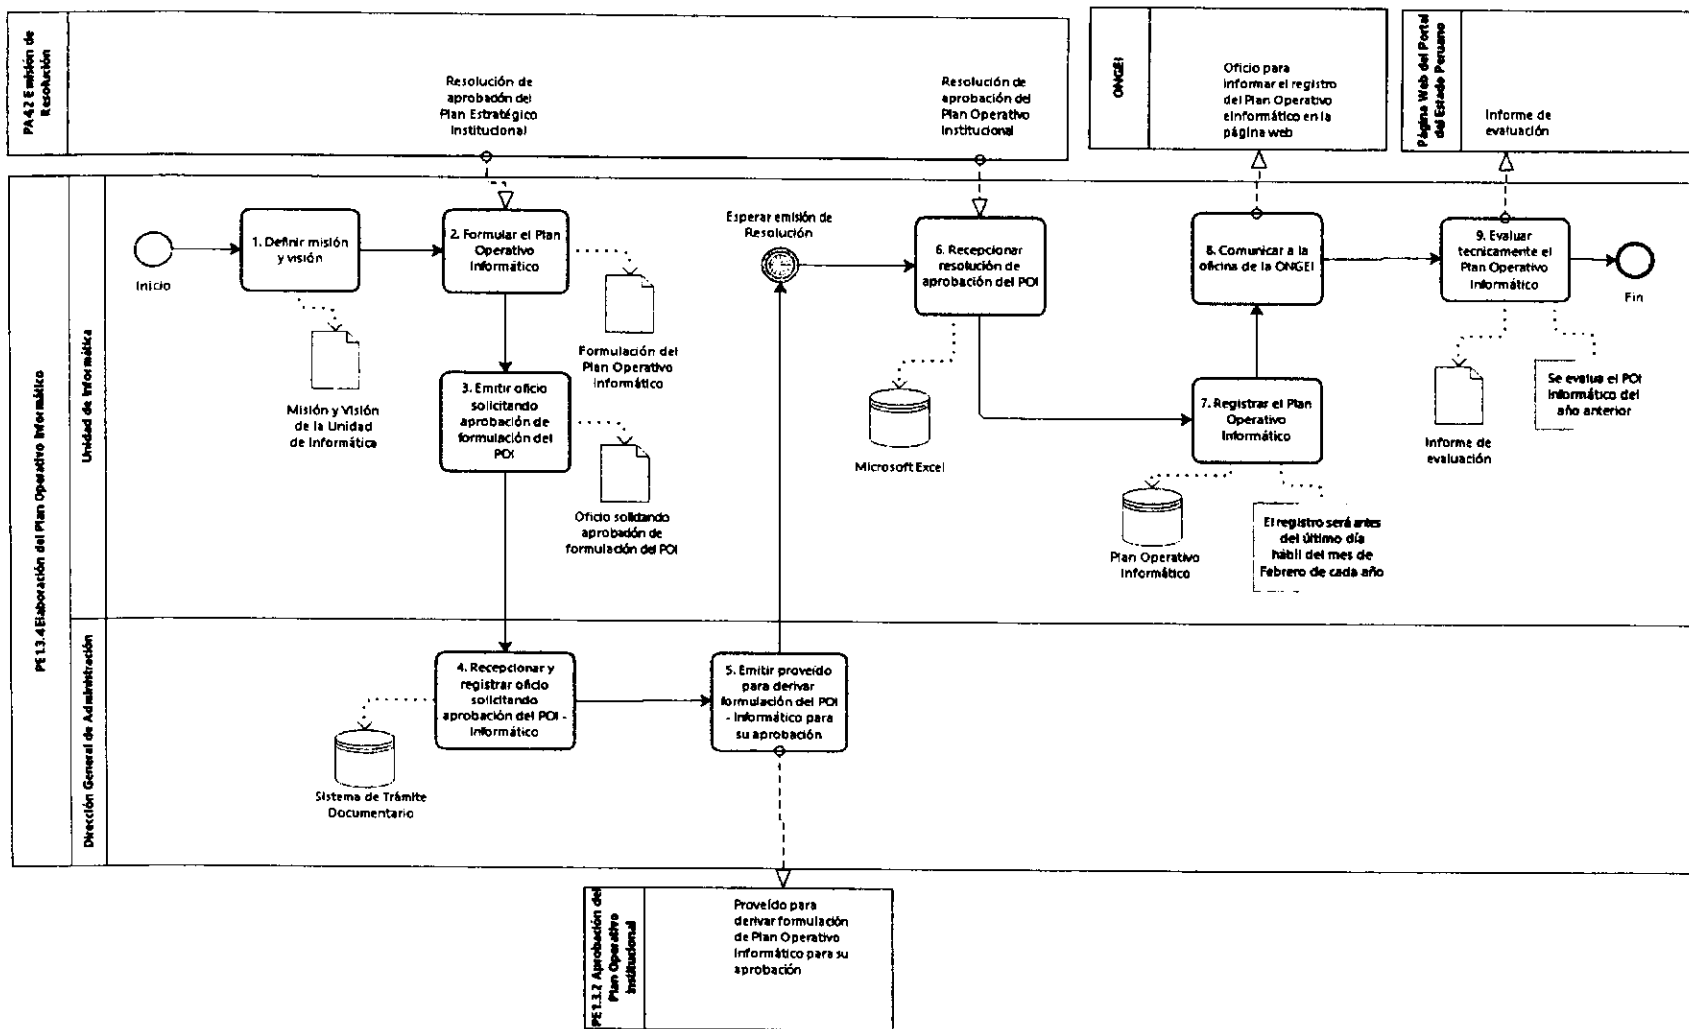 PA4.2 Emisión de
Resolución
Resolución de
aprobación del
Plan Estratégico
Institucional
Resolución de
aprobación del
Plan Operativo
Institucional
ONGEI
Oficio para
informar el registro
del Plan Operativo
eInformático en la
página web
Página Web del Portal
del Estado Peruano
Informe de
evaluación
PE1.3.4 Elaboración del Plan Operativo Informático
Unidad de Informática
Inicio
1. Definir misión
y visión
Misión y Visión
de la Unidad
de Informática
2. Formular el Plan
Operativo
Informático
Formulación del
Plan Operativo
Informático
3. Emitir oficio
solicitando
aprobación de
formulación del
POI
Oficio solidtando
aprobación de
formulación del POI
Esperar emisión de
Resolución
6. Recepcionar
resolución de
aprobación del POI
Microsoft Excel
7. Registrar el Plan
Operativo
Informático
Plan Operativo
Informático
El registro será antes
del último día
hábil del mes de
Febrero de cada año
8. Comunicar a la
oficina de la ONGEI
9. Evaluar
tecnicamente el
Plan Operativo
Informático
Informe de
evaluación
Se evalua el POI
Informático del
año anterior
Fin
Dirección General de Administración
4. Recepcionar y
registrar oficio
solicitando
aprobación del POI -
Informático
Sistema de Trámite
Documentario
5. Emitir proveído
para derivar
formulación del POI
- Informático para
su aprobación
PE1.3.2 Aprobación del
Plan Operativo
Institucional
Proveído para
derivar formulación
de Plan Operativo
Informático para su
aprobación